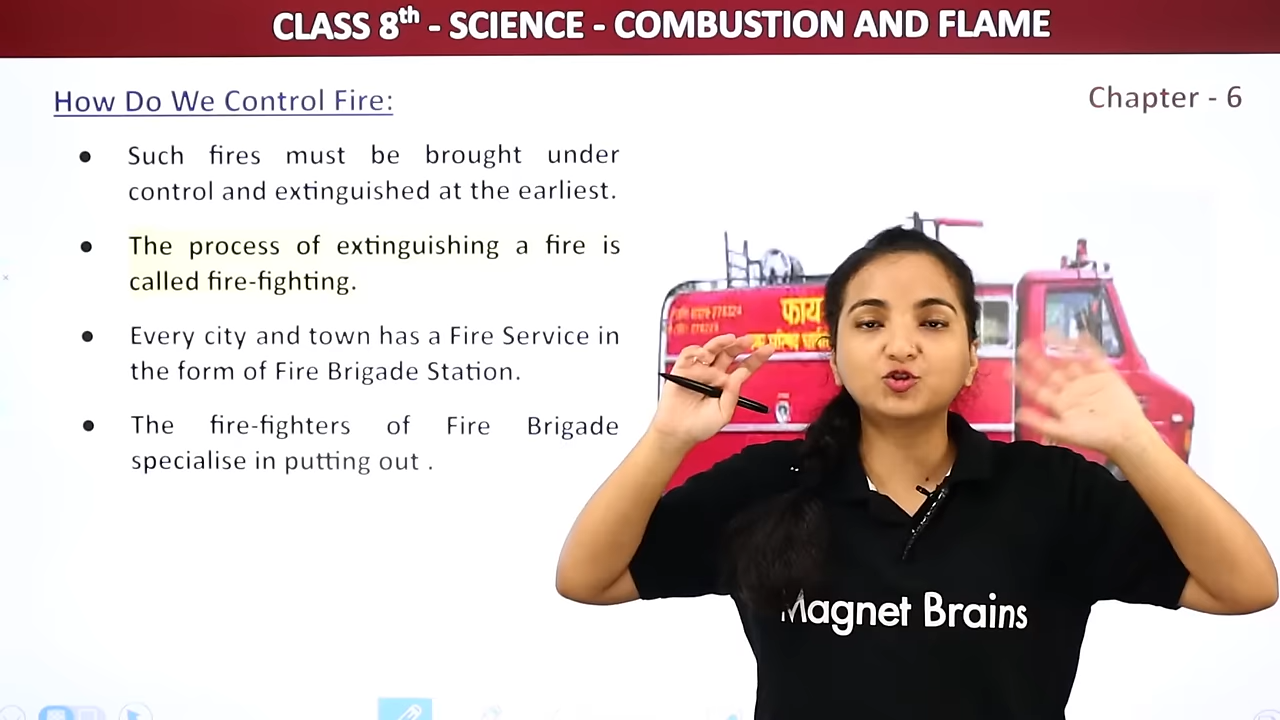 CLASS 8th - SCIENCE - COMBUSTION AND FLAME
How Do We Control Fire:
Chapter - 6
● Such fires must be brought under
control and extinguished at the earliest.
● The process of extinguishing a fire is
called fire-fighting.
● Every city and town has a Fire Service in
the form of Fire Brigade Station.
● The fire-fighters of Fire Brigade
specialise in putting out .
फाय
Magnet Brains